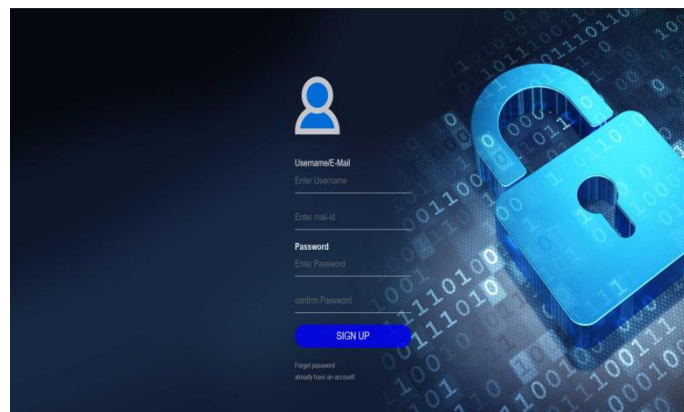 Username/E-Mail
Enter Username
Enter mail-id
Password
Enter Password
confirm Password
SIGN UP
Forget password
already have an account!